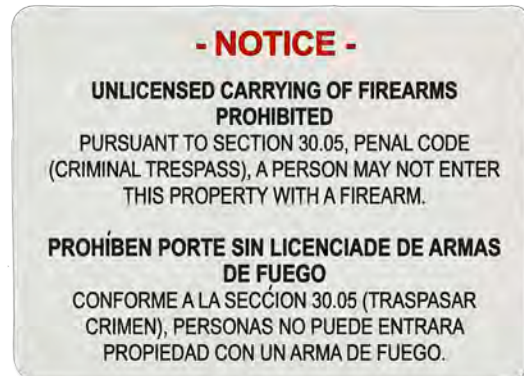 - NOTICE -
UNLICENSED CARRYING OF FIREARMS
PROHIBITED
PURSUANT TO SECTION 30.05, PENAL CODE
(CRIMINAL TRESPASS), A PERSON MAY NOT ENTER
THIS PROPERTY WITH A FIREARM.
PROHÍBEN PORTE SIN LICENCIADE DE ARMAS
DE FUEGO
CONFORME A LA SECĆION 30.05 (TRASPASAR
CRIMEN), PERSONAS NO PUEDE ENTRARA
PROPIEDAD CON UN ARMA DE FUEGO.